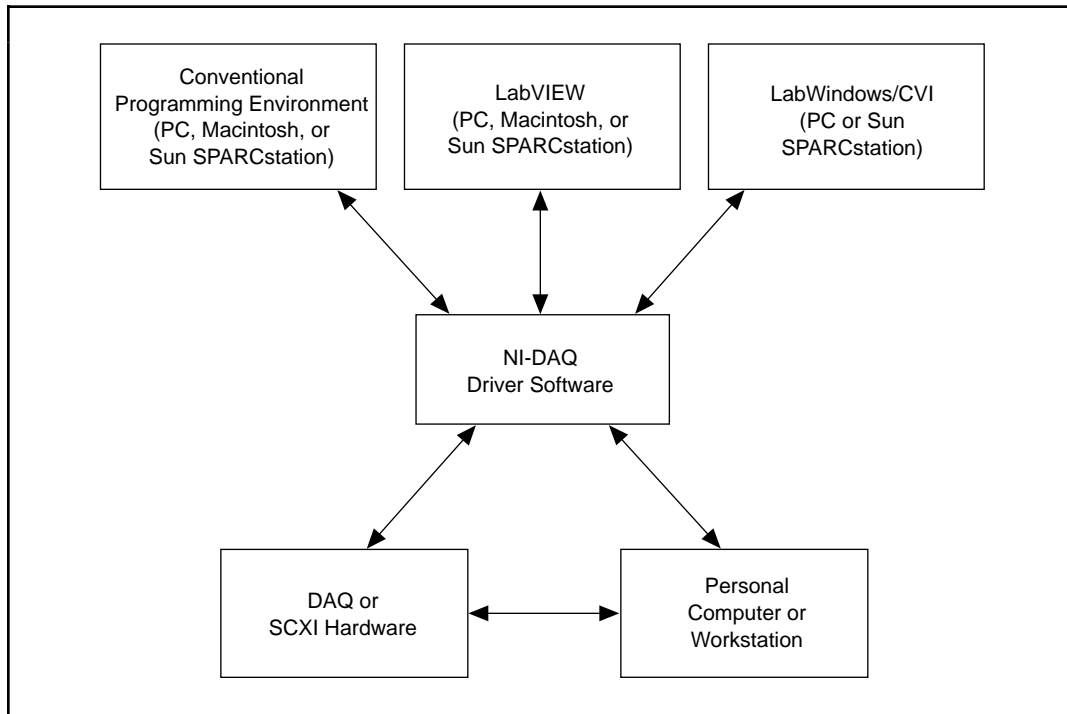 Conventional
Programming Environment
(PC, Macintosh, or
Sun SPARCstation)
LabVIEW
(PC, Macintosh, or
Sun SPARCstation)
LabWindows/CVI
(PC or Sun
SPARCstation)
NI-DAQ
Driver Software
DAQ or
SCXI Hardware
Personal
Computer or
Workstation